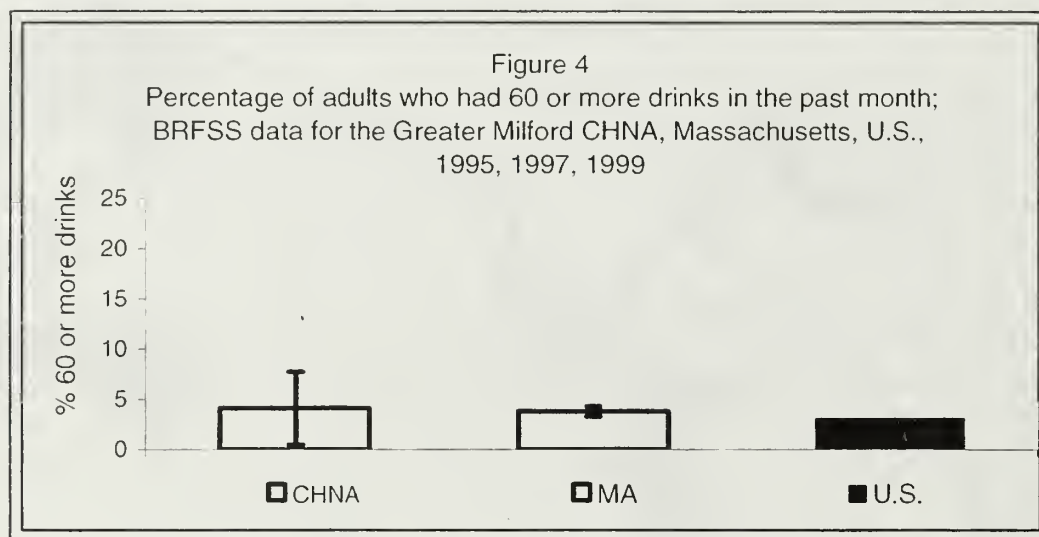 Figure 4
Percentage of adults who had 60 or more drinks in the past month;
BRFSS data for the Greater Milford CHNA, Massachusetts, U.S.,
1995, 1997, 1999
% 60 or more drinks
25
20
15
10
5
0
CHNA
MA
U.S.